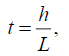 t = h/L,